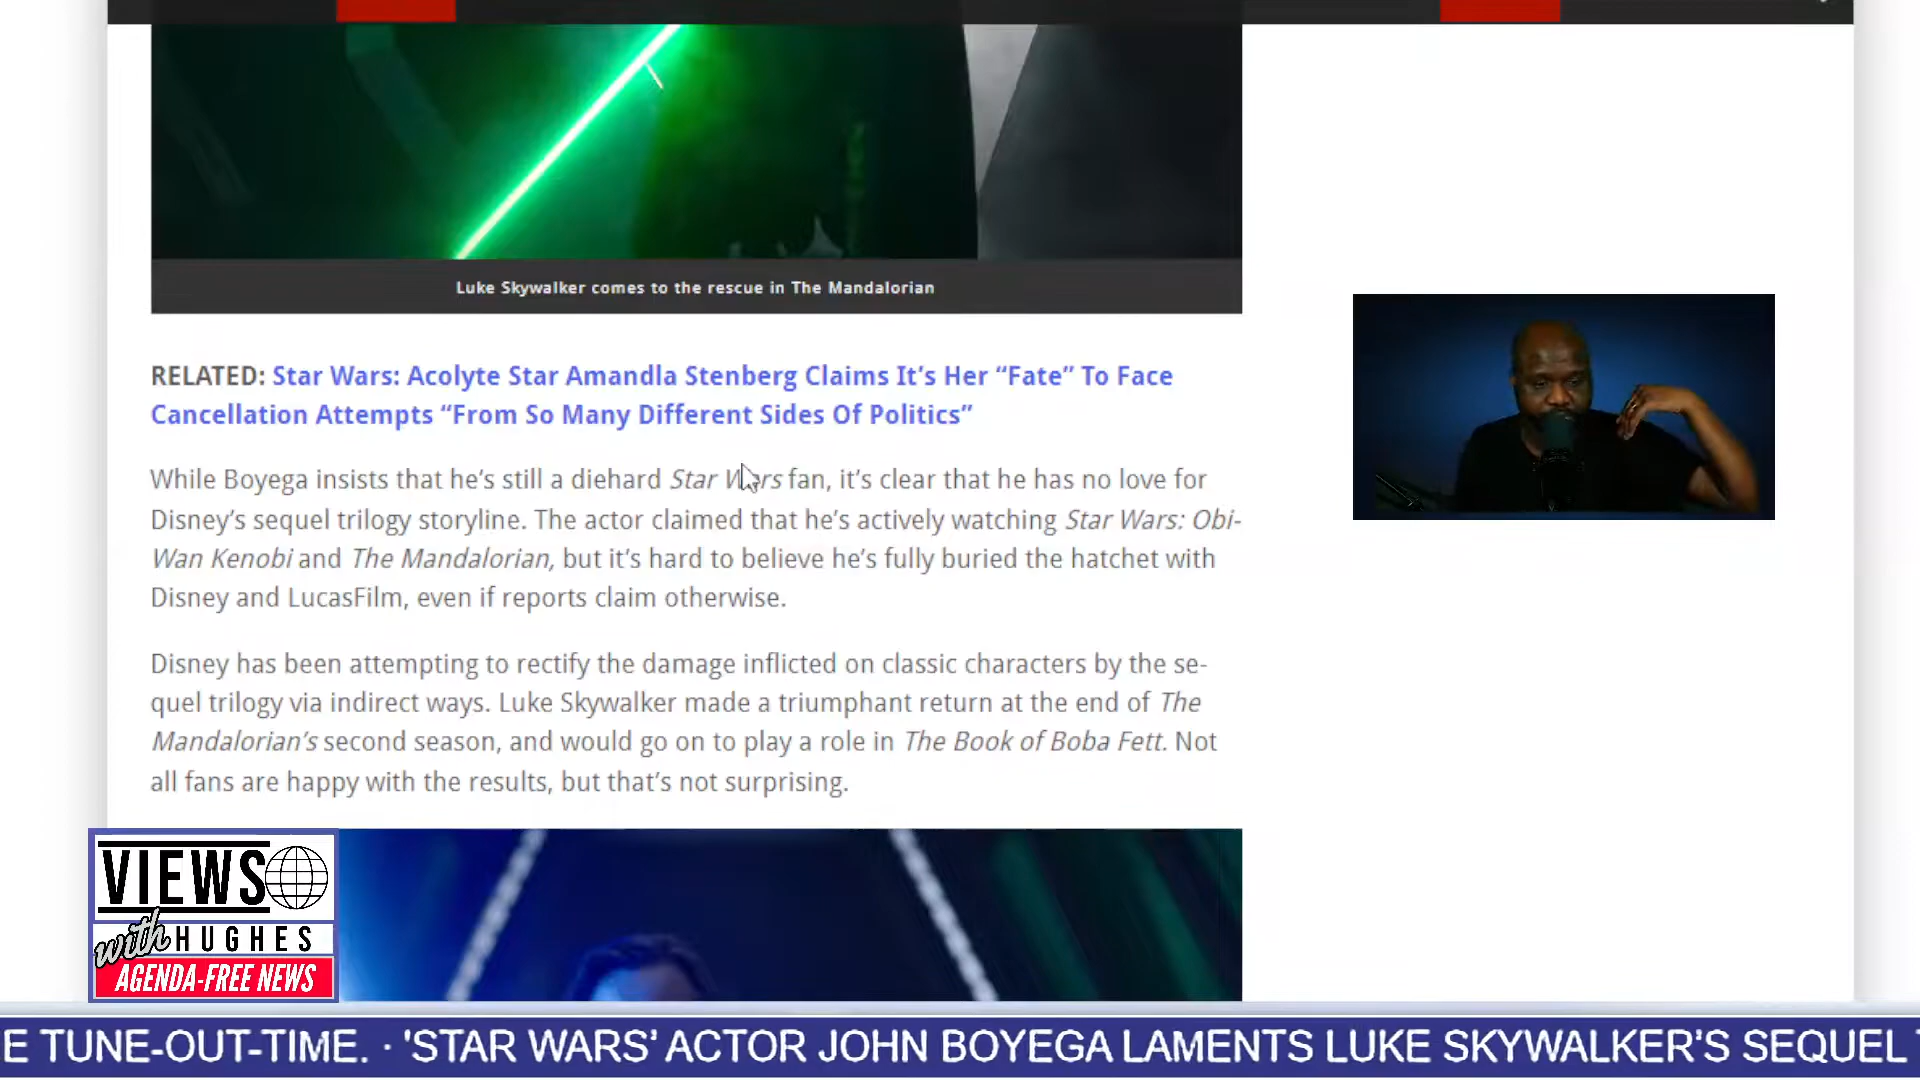 Luke Skywalker comes to the rescue in The Mandalorian
RELATED: Star Wars: Acolyte Star Amandla Stenberg Claims It’s Her “Fate” To Face
Cancellation Attempts “From So Many Different Sides Of Politics”
While Boyega insists that he’s still a diehard Star Wars fan, it’s clear that he has no love for
Disney’s sequel trilogy storyline. The actor claimed that he’s actively watching Star Wars: Obi-
Wan Kenobi and The Mandalorian, but it’s hard to believe he’s fully buried the hatchet with
Disney and LucasFilm, even if reports claim otherwise.
Disney has been attempting to rectify the damage inflicted on classic characters by the se-
quel trilogy via indirect ways. Luke Skywalker made a triumphant return at the end of The
Mandalorian’s second season, and would go on to play a role in The Book of Boba Fett. Not
all fans are happy with the results, but that’s not surprising.
VIEWS
with HUGHES
AGENDA-FREE NEWS
E TUNE-OUT-TIME. · 'STAR WARS’ ACTOR JOHN BOYEGA LAMENTS LUKE SKYWALKER’S SEQUEL